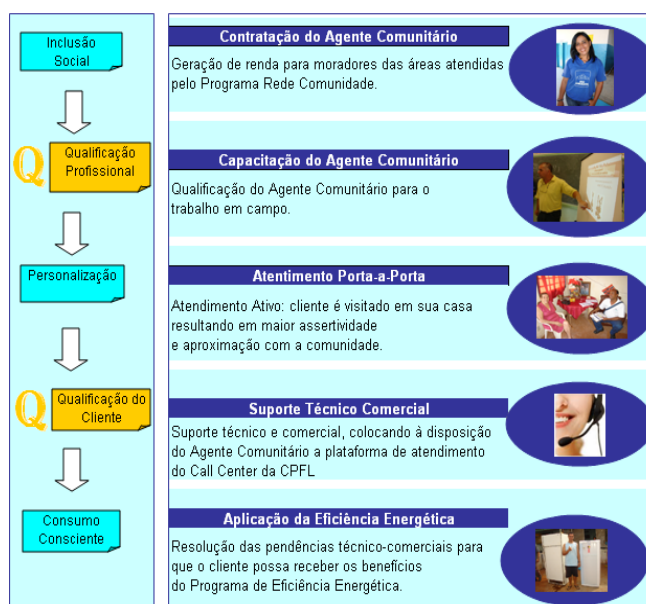 Inclusão
Social
Contratação do Agente Comunitário
Geração de renda para moradores das áreas atendidas
pelo Programa Rede Comunidade.
Q
Qualificação
Profissional
Capacitação do Agente Comunitário
Qualificação do Agente Comunitário para o
trabalho em campo.
Personalização
Atentimento Porta-a-Porta
Atendimento Ativo: cliente é visitado em sua casa
resultando em maior assertividade
e aproximação com a comunidade.
Q
Qualificação do
Cliente
Suporte Técnico Comercial
Suporte técnico e comercial, colocando à disposição
do Agente Comunitário a plataforma de atendimento
do Call Center da CPFL
Consumo
Consciente
Aplicação da Eficiência Energética
Resolução das pendências técnico-comerciais para
que o cliente possa receber os benefícios
do Programa de Eficiência Energética.